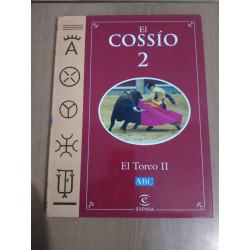 El
COSSÍO
2
El Toreo II
ABC
ESPASA